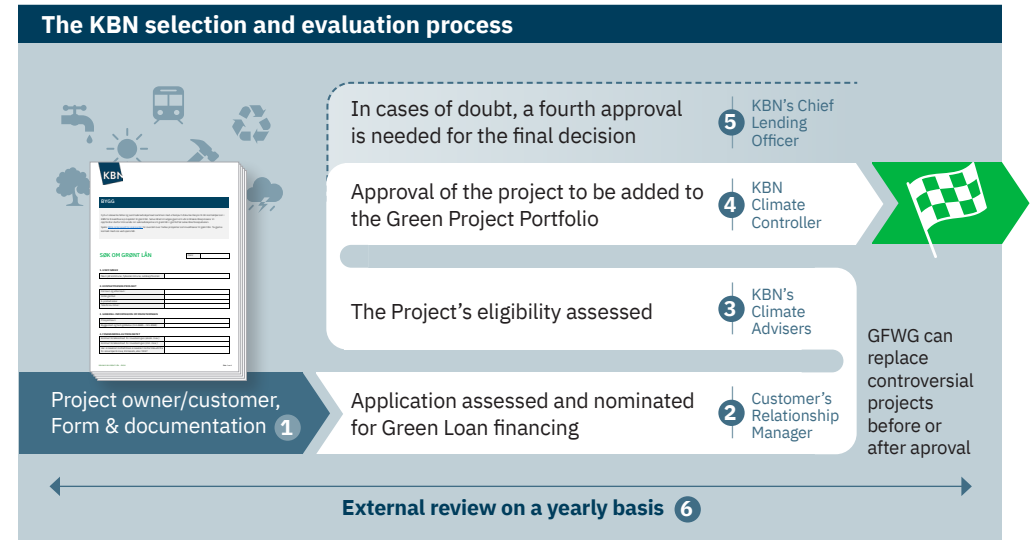 The KBN selection and evaluation process
In cases of doubt, a fourth approval
is needed for the final decision
5
KBN's Chief
Lending
Officer
KBN
BYGG
SØK OM GRØNT LÅN
Approval of the project to be added to
the Green Project Portfolio
4
KBN
Climate
Controller
The Project's eligibility assessed
3
KBN's
Climate
Advisers
GFWG can
replace
controversial
projects
before or
after aproval
Project owner/customer,
Form & documentation 1
Application assessed and nominated
for Green Loan financing
2
Customer's
Relationship
Manager
External review on a yearly basis 6